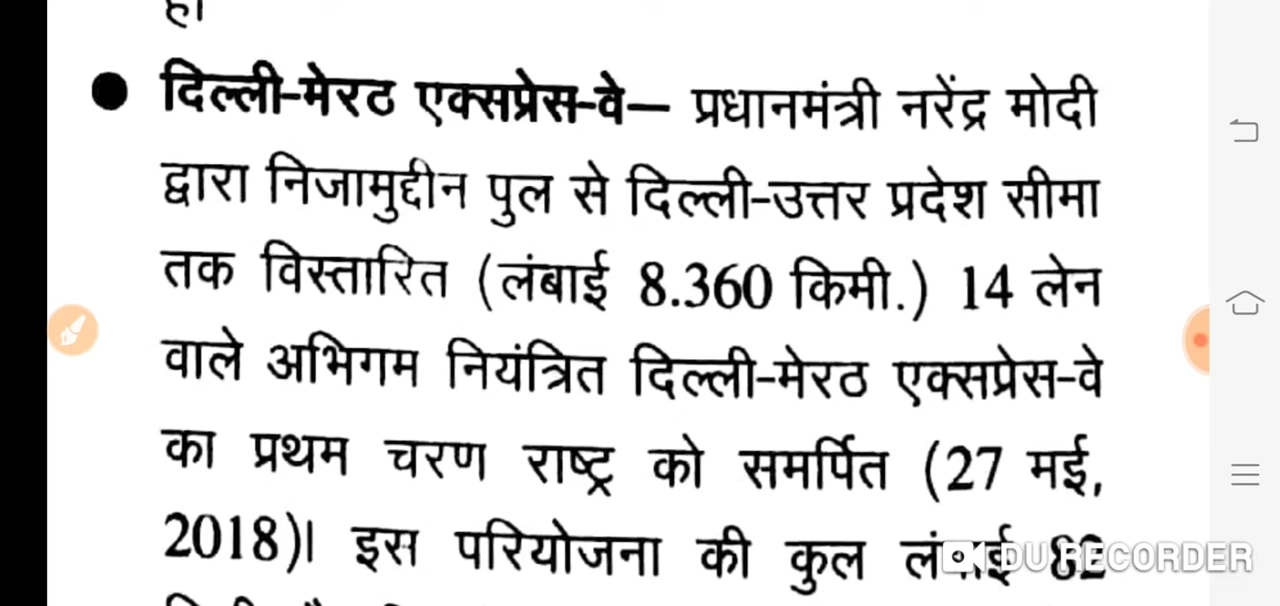 ● दिल्ली-मेरठ एक्सप्रेस-वे— प्रधानमंत्री नरेंद्र मोदी
द्वारा निजामुद्दीन पुल से दिल्ली-उत्तर प्रदेश सीमा
तक विस्तारित (लंबाई 8.360 किमी.) 14 लेन
वाले अभिगम नियंत्रित दिल्ली-मेरठ एक्सप्रेस-वे
का प्रथम चरण राष्ट्र को समर्पित (27 मई,
2018)। इस परियोजना की कुल लंबाई 82
DU RECORDER